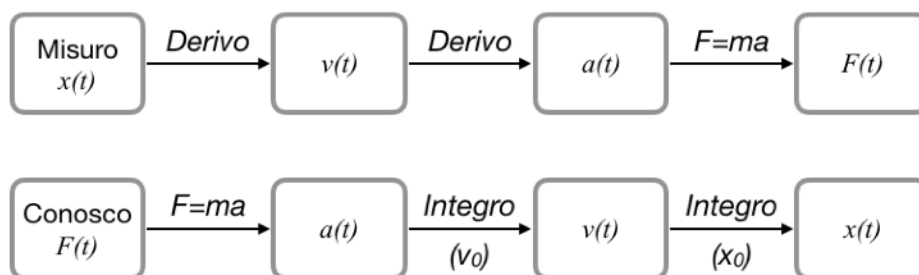 Derivo Derivo F=ma
Misuro
x(t) v(t) a(t) F(t)
F=ma Integro Integro
Conosco
F(t) a(t) v(t) x(t)
(v0) (x0)